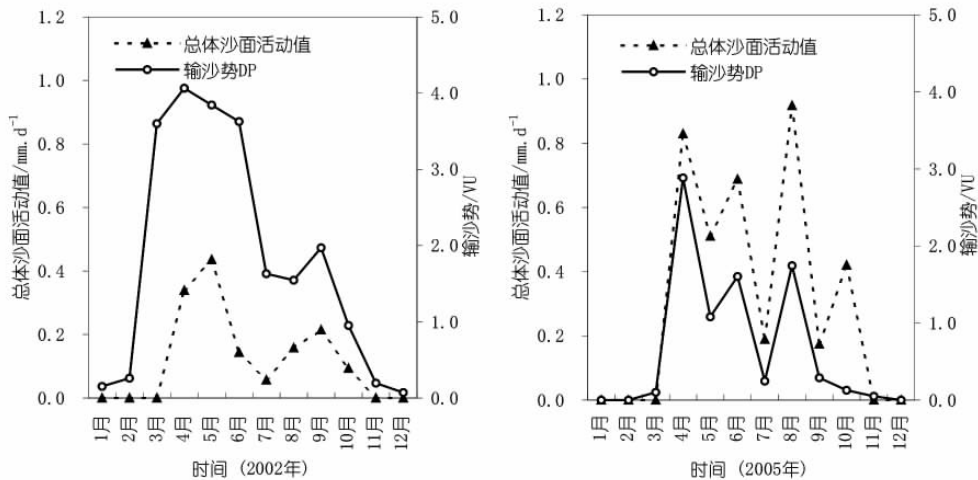 1.2
1.0
0.8
0.6
0.4
0.2
0.0
总体沙面活动值/mm.d⁻¹
总体沙面活动值
输沙势DP
5.0
4.0
3.0
2.0
1.0
0.0
输沙势/VU
1月
2月
3月
4月
5月
6月
7月
8月
9月
10月
11月
12月
时间 (2002年)
1.2
1.0
0.8
0.6
0.4
0.2
0.0
总体沙面活动值/mm.d⁻¹
总体沙面活动值
输沙势DP
5.0
4.0
3.0
2.0
1.0
0.0
输沙势/VU
1月
2月
3月
4月
5月
6月
7月
8月
9月
10月
11月
12月
时间 (2005年)